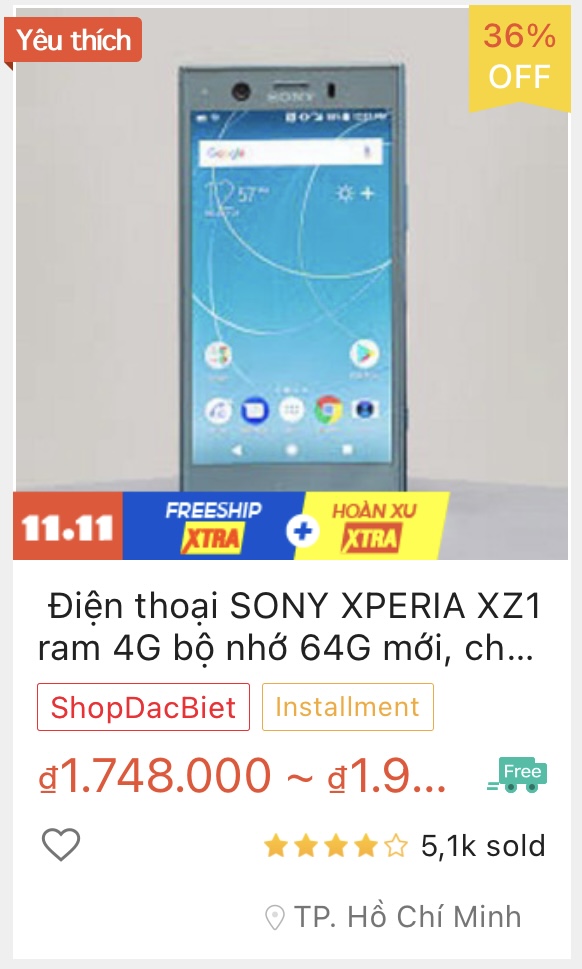 Yêu thích
36%
OFF
SONY
Google
57°
11.11
FREESHIP
XTRA
+
HOÀN XU
XTRA
Điện thoại SONY XPERIA XZ1
ram 4G bộ nhớ 64G mới, ch...
ShopDacBiet
Installment
₫1.748.000 ~ ₫1.9...
Free
5,1k sold
TP. Hồ Chí Minh